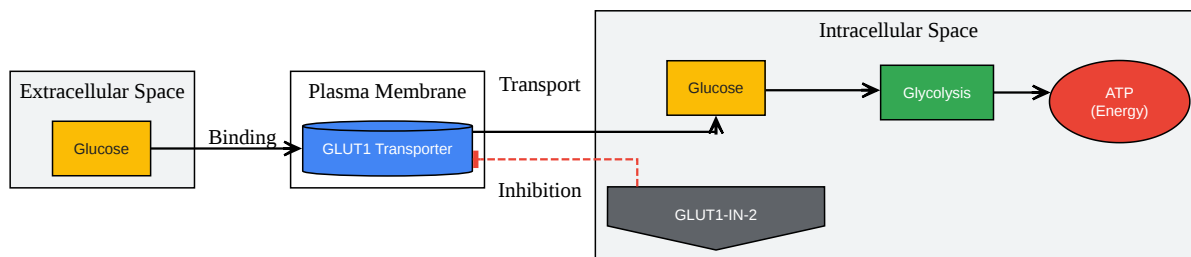 Extracellular Space
Glucose
Binding
Plasma Membrane
GLUT1 Transporter
Transport
Inhibition
Intracellular Space
Glucose
Glycolysis
ATP
(Energy)
GLUT1-IN-2